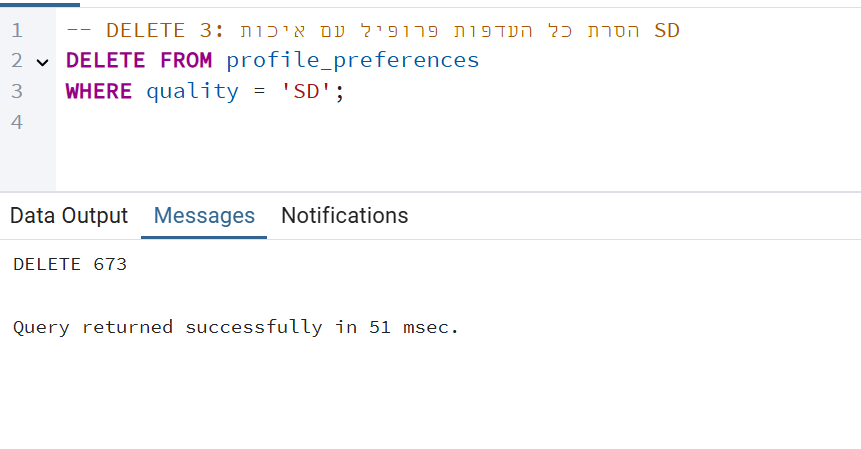 1 -- DELETE 3: הסרת כל העדפות פרופיל עם איכות SD
2 DELETE FROM profile_preferences
3 WHERE quality = 'SD';
4
Data Output Messages Notifications
DELETE 673
Query returned successfully in 51 msec.